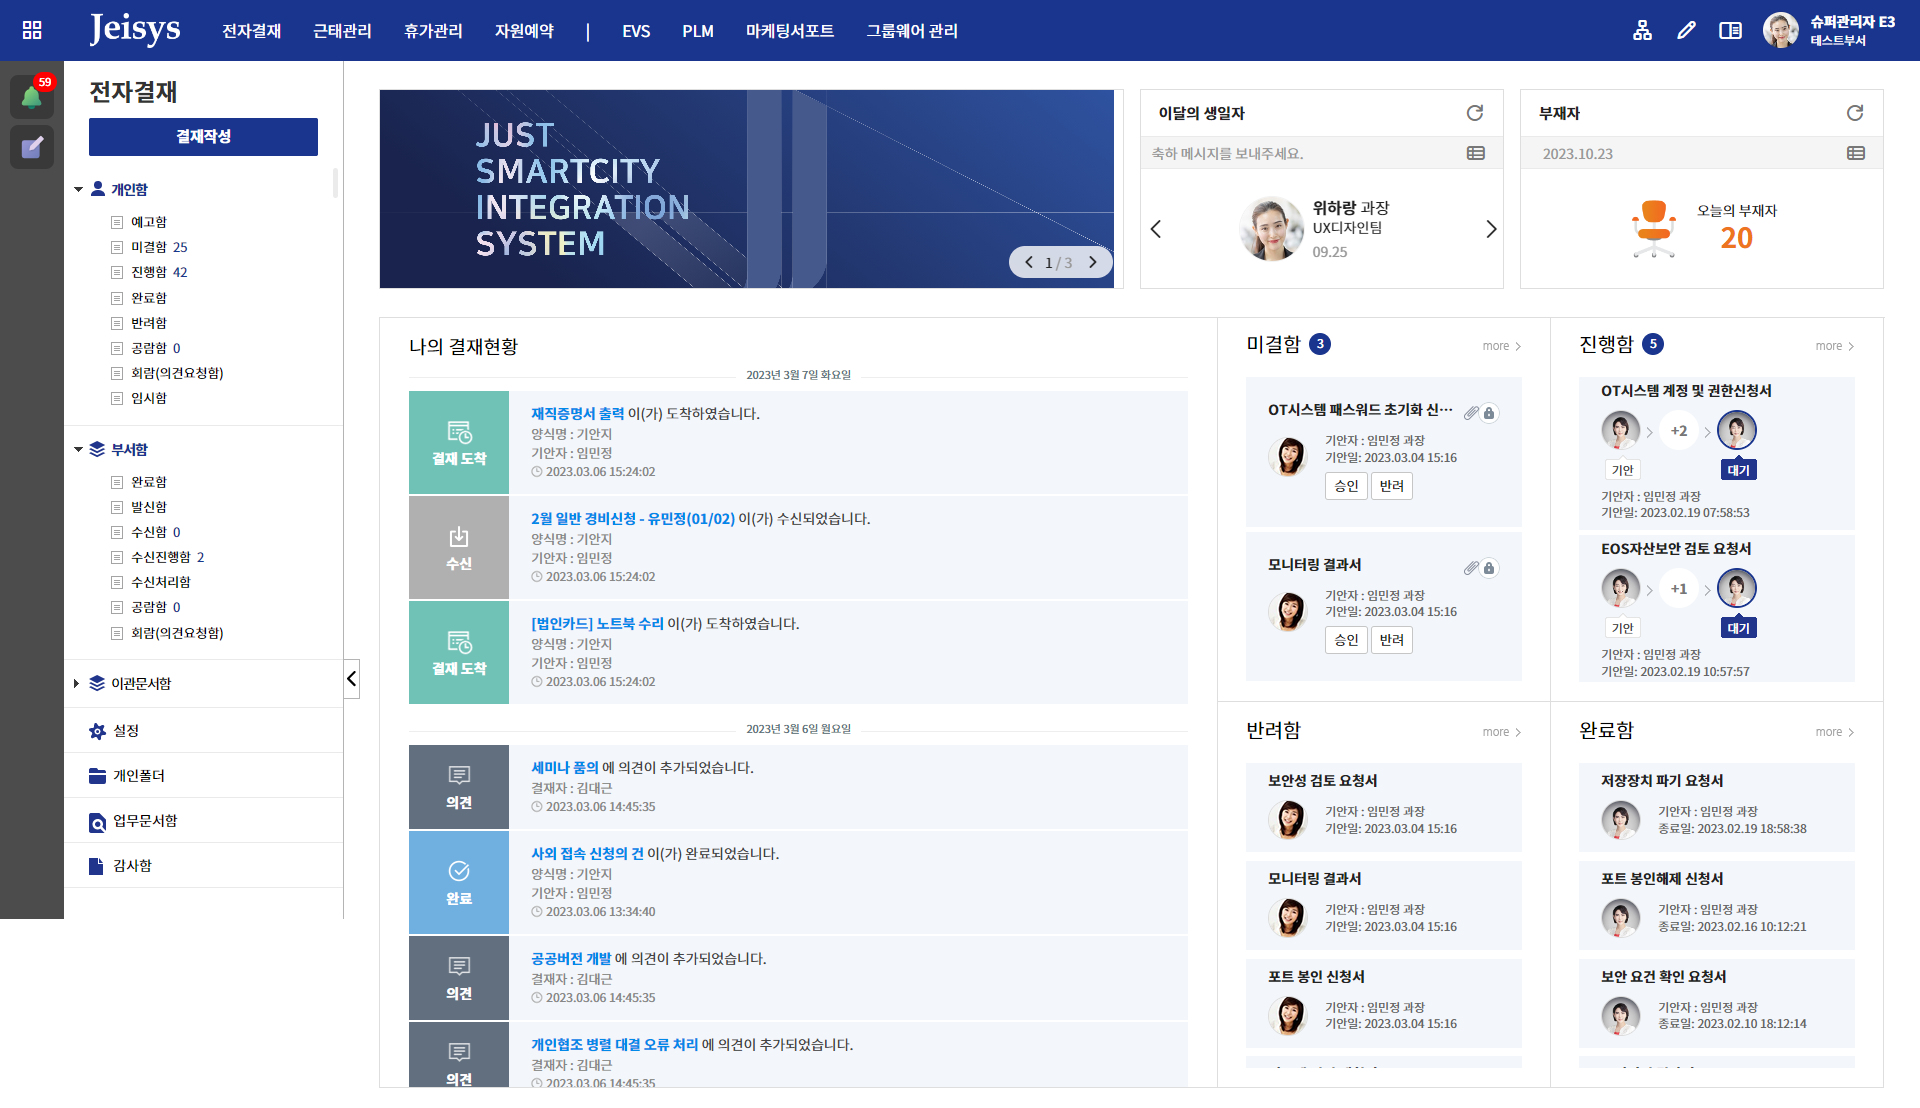 Jeisys 전자결재 근태관리 휴가관리 자원예약 | EVS PLM 마케팅서포트 그룹웨어 관리
슈퍼관리자 E3
테스트부서
59
전자결재
결재작성
개인함
예고함
미결함 25
진행함 42
완료함
반려함
공람함 0
회람(의견요청함)
임시함
부서함
완료함
발신함
수신함 0
수신진행함 2
수신처리함
공람함 0
회람(의견요청함)
이관문서함
설정
개인폴더
업무문서함
감사함
JUST
SMARTCITY
INTEGRATION
SYSTEM
1 / 3
이달의 생일자
축하 메시지를 보내주세요.
위하랑 과장
UX디자인팀
09.25
부재자
2023.10.23
오늘의 부재자
20
나의 결재현황
2023년 3월 7일 화요일
결재 도착
재직증명서 출력 이(가) 도착하였습니다.
양식명 : 기안지
기안자 : 임민정
2023.03.06 15:24:02
수신
2월 일반 경비신청 - 유민정(01/02) 이(가) 수신되었습니다.
양식명 : 기안지
기안자 : 임민정
2023.03.06 15:24:02
결재 도착
[법인카드] 노트북 수리 이(가) 도착하였습니다.
양식명 : 기안지
기안자 : 임민정
2023.03.06 15:24:02
2023년 3월 6일 월요일
의견
세미나 품의 에 의견이 추가되었습니다.
결재자 : 김대근
2023.03.06 14:45:35
완료
사외 접속 신청의 건 이(가) 완료되었습니다.
양식명 : 기안지
기안자 : 임민정
2023.03.06 13:34:40
의견
공공버전 개발 에 의견이 추가되었습니다.
결재자 : 김대근
2023.03.06 14:45:35
의견
개인협조 병렬 대결 오류 처리 에 의견이 추가되었습니다.
결재자 : 김대근
2023.03.06 14:45:35
미결함 3
more
OT시스템 패스워드 초기화 신···
기안자 : 임민정 과장
기안일: 2023.03.04 15:16
승인 반려
모니터링 결과서
기안자 : 임민정 과장
기안일: 2023.03.04 15:16
승인 반려
진행함 5
more
OT시스템 계정 및 권한신청서
+2
기안 대기
기안자 : 임민정 과장
기안일: 2023.02.19 07:58:53
EOS자산보안 검토 요청서
+1
기안 대기
기안자 : 임민정 과장
기안일: 2023.02.19 10:57:57
반려함
more
보안성 검토 요청서
기안자 : 임민정 과장
기안일: 2023.03.04 15:16
모니터링 결과서
기안자 : 임민정 과장
기안일: 2023.03.04 15:16
포트 봉인 신청서
기안자 : 임민정 과장
기안일: 2023.03.04 15:16
완료함
more
저장장치 파기 요청서
기안자 : 임민정 과장
종료일: 2023.02.19 18:58:38
포트 봉인해제 신청서
기안자 : 임민정 과장
종료일: 2023.02.16 10:12:21
보안 요건 확인 요청서
기안자 : 임민정 과장
종료일: 2023.02.10 18:12:14